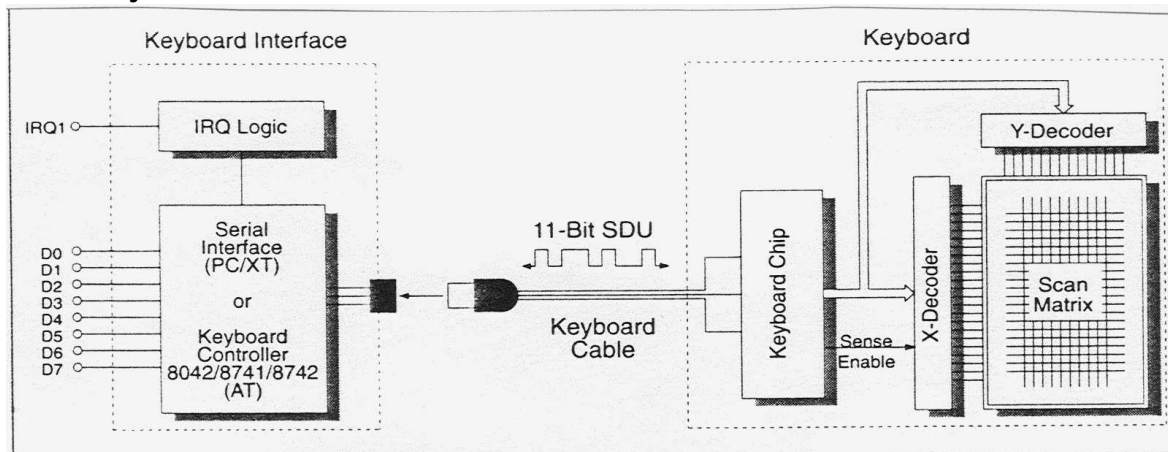 Keyboard Interface
IRQ1
IRQ Logic
D0
D1
D2
D3
D4
D5
D6
D7
Serial
Interface
(PC/XT)
or
Keyboard
Controller
8042/8741/8742
(AT)
11-Bit SDU
Keyboard
Cable
Keyboard
Keyboard Chip
Sense
Enable
X-Decoder
Y-Decoder
Scan
Matrix